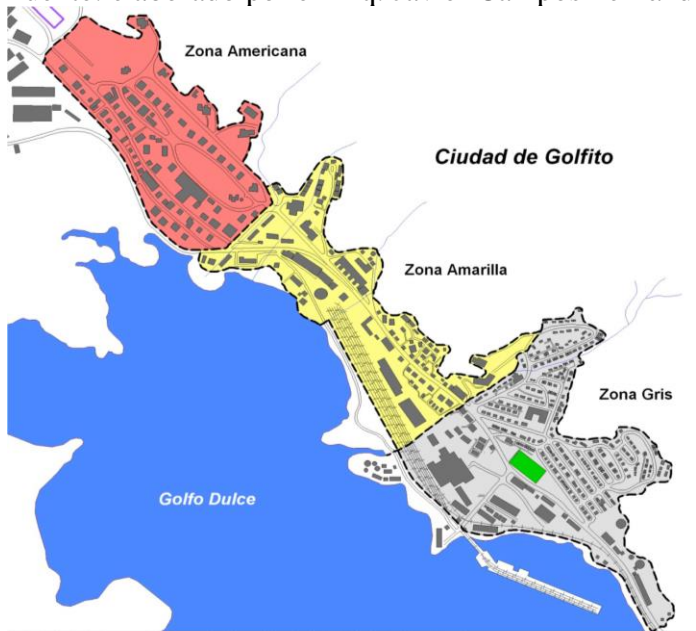 Zona Americana
Ciudad de Golfito
Zona Amarilla
Zona Gris
Golfo Dulce